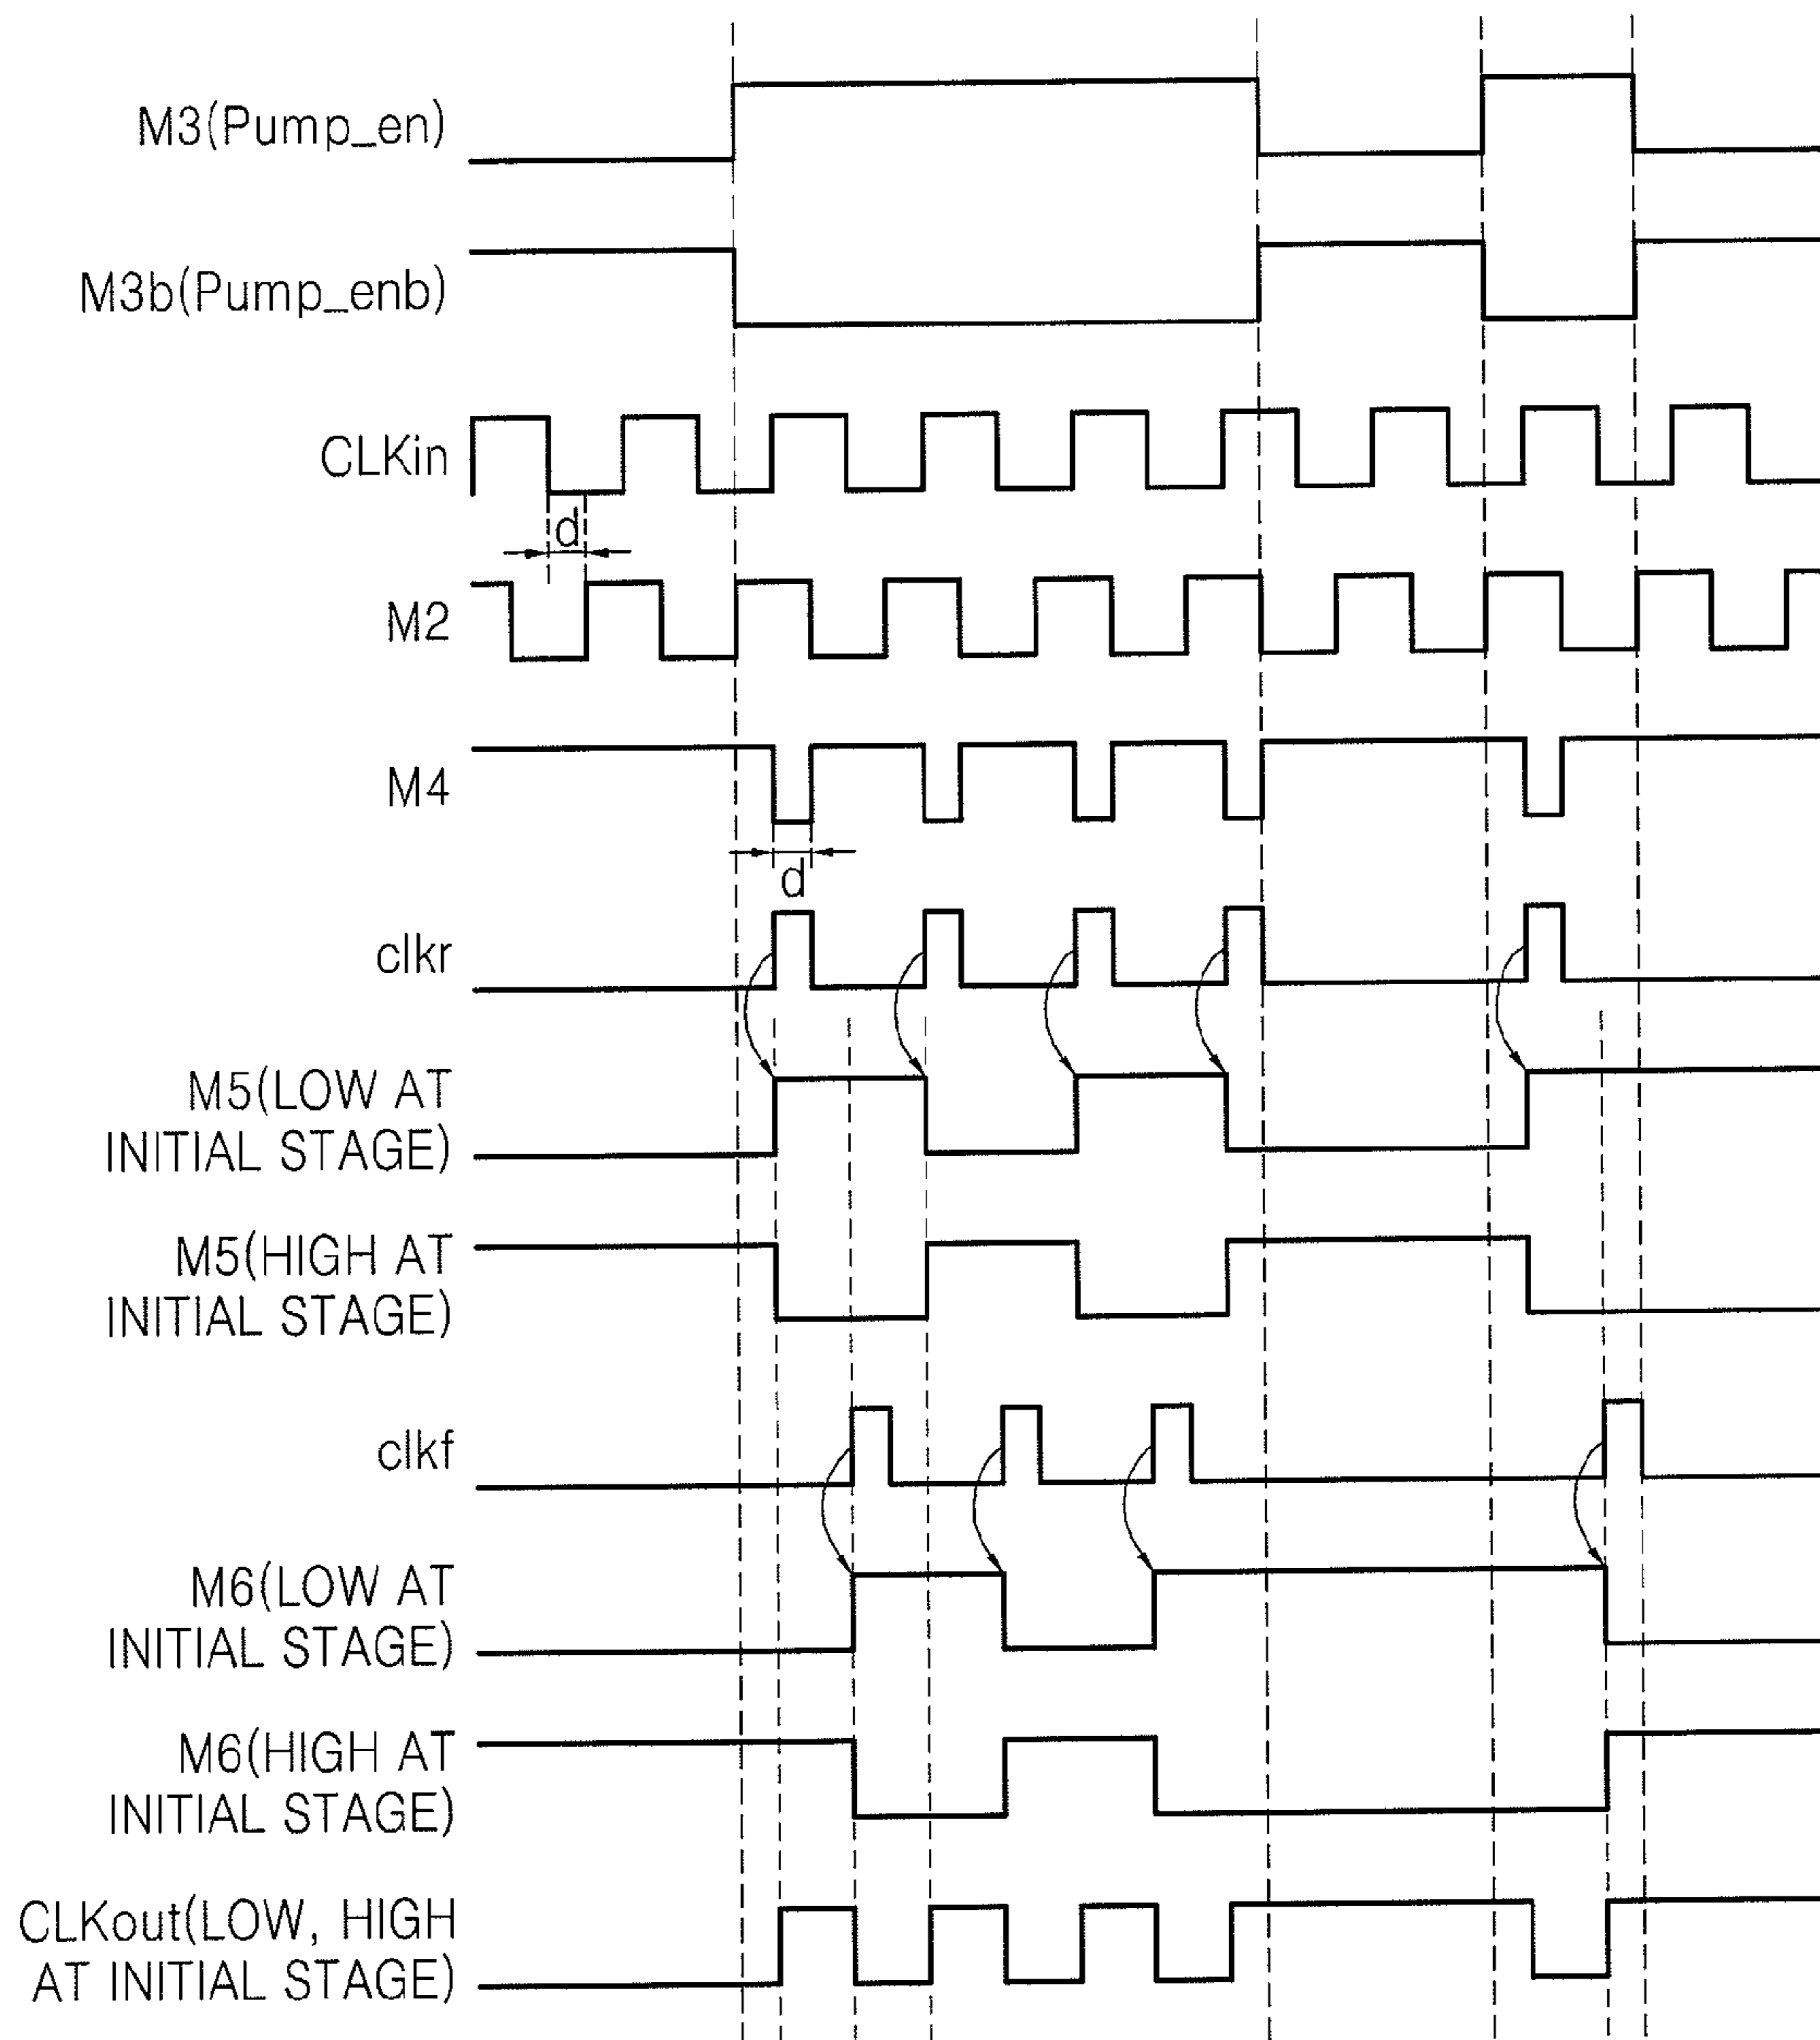 M3(Pump_en)
M3b(Pump_enb)
CLKin
d
M2
M4
d
clkr
M5(LOW AT
INITIAL STAGE)
M5(HIGH AT
INITIAL STAGE)
clkf
M6(LOW AT
INITIAL STAGE)
M6(HIGH AT
INITIAL STAGE)
CLKout(LOW, HIGH
AT INITIAL STAGE)